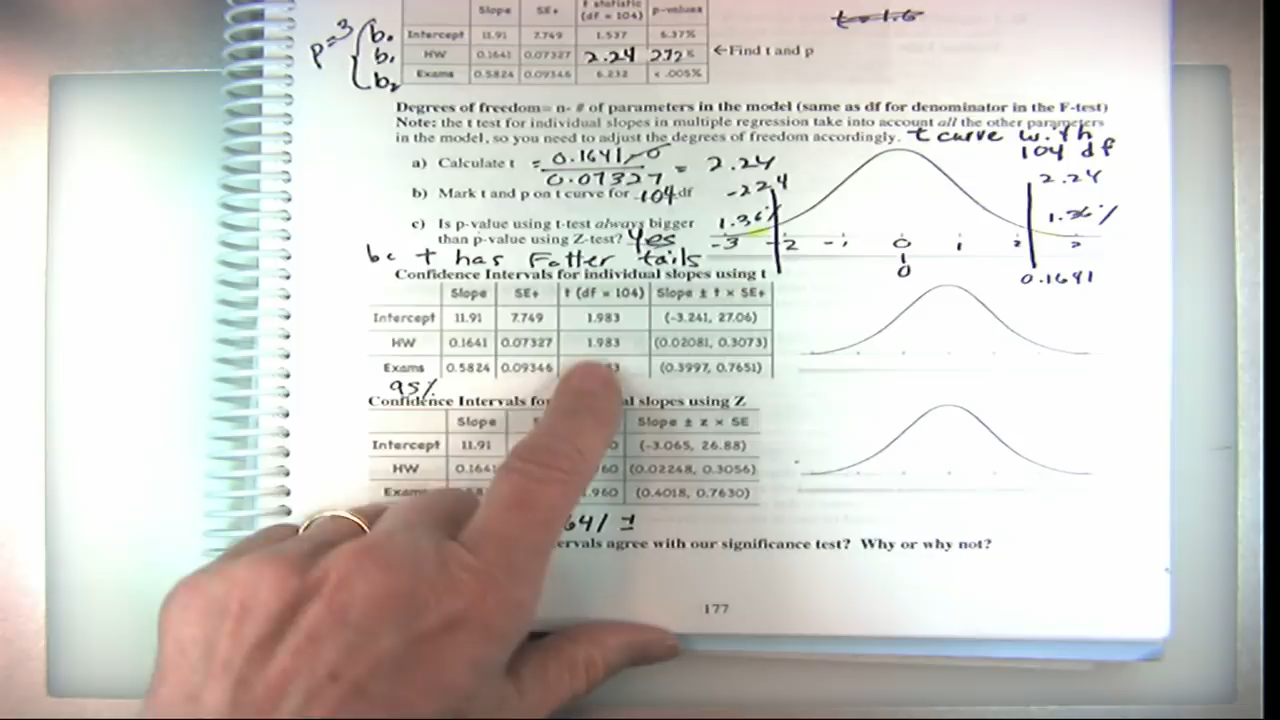 Slope SE+ t statistic (df = 104) p-values
t=1.6
Intercept 11.91 7.749 1.537 6.37%
HW 0.1641 0.07327 2.24 2.72% ←Find t and p
Exams 0.5824 0.09346 6.232 < .005%
p=3 b₀ b₁ b₂
Degrees of freedom= n- # of parameters in the model (same as df for denominator in the F-test)
Note: the t test for individual slopes in multiple regression take into account all the other parameters
in the model, so you need to adjust the degrees of freedom accordingly.
t curve with
104 df
a) Calculate t = 0.1641-0 / 0.07327 = 2.24
b) Mark t and p on t curve for 104 df
-2.24 2.24
c) Is p-value using t-test always bigger
than p-value using Z-test? Yes
1.36% 1.36%
-3 -2 -1 0 1 2 3
0 0.1641
bc t has Fatter tails
Confidence Intervals for individual slopes using t
Slope SE+ t (df = 104) Slope ± t × SE+
Intercept 11.91 7.749 1.983 (-3.241, 27.06)
HW 0.1641 0.07327 1.983 (0.02081, 0.3073)
Exams 0.5824 0.09346 (0.3997, 0.7651)
95%
Confidence Intervals for al slopes using Z
Slope Slope ± z × SE
Intercept 11.91 (-3.065, 26.88)
HW 0.1641 (0.02248, 0.3056)
Exams 1.960 (0.4018, 0.7630)
641 ±
ervals agree with our significance test? Why or why not?
177